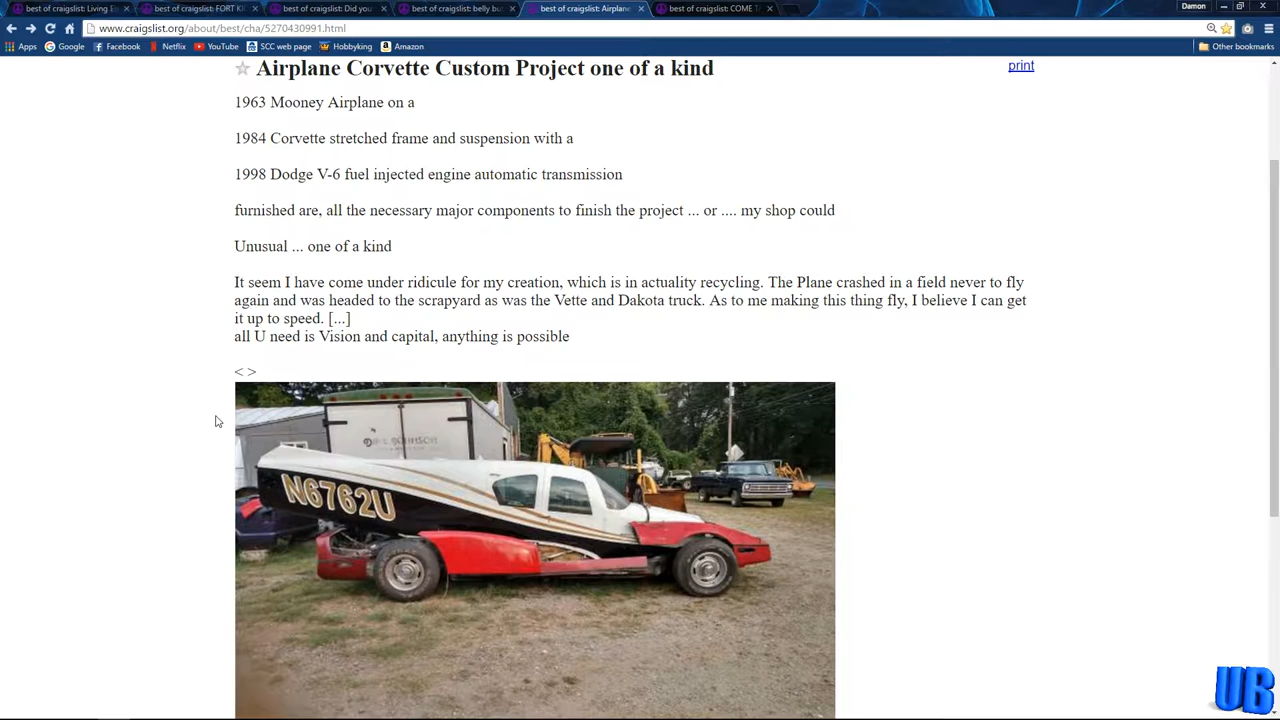 best of craigslist: Living E
best of craigslist: FORT KI
best of craigslist: Did you
best of craigslist: belly but
best of craigslist: Airplane
best of craigslist: COME TA
Damon
www.craigslist.org/about/best/cha/5270430991.html
Apps Google Facebook Netflix YouTube SCC web page Hobbyking Amazon Other bookmarks
Airplane Corvette Custom Project one of a kind
print
1963 Mooney Airplane on a
1984 Corvette stretched frame and suspension with a
1998 Dodge V-6 fuel injected engine automatic transmission
furnished are, all the necessary major components to finish the project ... or .... my shop could
Unusual ... one of a kind
It seem I have come under ridicule for my creation, which is in actuality recycling. The Plane crashed in a field never to fly
again and was headed to the scrapyard as was the Vette and Dakota truck. As to me making this thing fly, I believe I can get
it up to speed. [...]
all U need is Vision and capital, anything is possible
< >
N6762U
UB